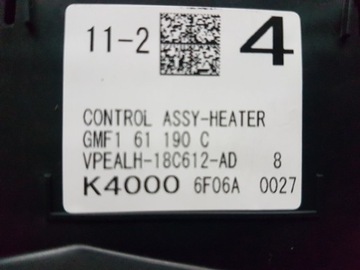 11-2 4
CONTROL ASSY-HEATER
GMF1 61 190 C
VPEALH-18C612-AD 8
K4000 6F06A 0027